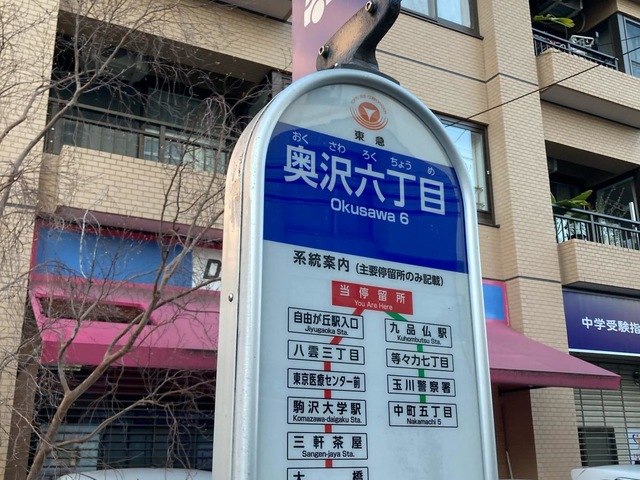 東急
おくさわろくちょうめ
奥沢六丁目
Okusawa 6
系統案内（主要停留所のみ記載）
当停留所
You Are Here
自由が丘駅入口
Jiyugaoka Sta.
八雲三丁目
東京医療センター前
駒沢大学駅
Komazawa-daigaku Sta.
三軒茶屋
Sangen-jaya Sta.
大橋
九品仏駅
Kuhombutsu Sta.
等々力七丁目
玉川警察署
中町五丁目
Nakamachi 5
D
中学受験指